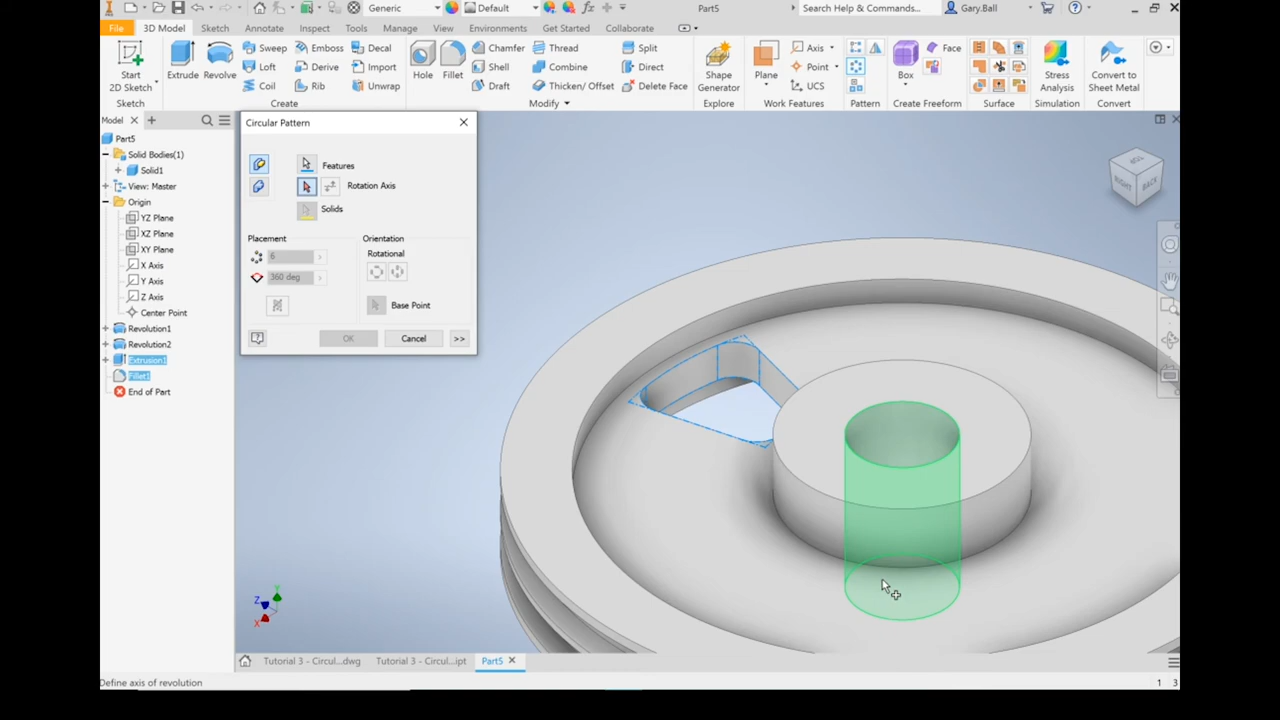 Generic
Default
Part5
Search Help & Commands...
Gary.Ball
File
3D Model
Sketch
Annotate
Inspect
Tools
Manage
View
Environments
Get Started
Collaborate
Start
2D Sketch
Extrude
Revolve
Sweep
Emboss
Decal
Loft
Derive
Import
Coil
Rib
Unwrap
Hole
Fillet
Chamfer
Thread
Split
Shell
Combine
Direct
Draft
Thicken/ Offset
Delete Face
Shape
Generator
Plane
Axis
Point
UCS
Box
Face
Stress
Analysis
Convert to
Sheet Metal
Sketch
Create
Modify
Explore
Work Features
Pattern
Create Freeform
Surface
Simulation
Convert
Model
Part5
Solid Bodies(1)
Solid1
View: Master
Origin
YZ Plane
XZ Plane
XY Plane
X Axis
Y Axis
Z Axis
Center Point
Revolution1
Revolution2
Extrusion1
Fillet1
End of Part
Circular Pattern
Features
Rotation Axis
Solids
Placement
6
360 deg
Orientation
Rotational
Base Point
OK
Cancel
>>
TOP
RIGHT
BACK
Z
Y
X
Tutorial 3 - Circul...dwg
Tutorial 3 - Circul...ipt
Part5
Define axis of revolution
1
3